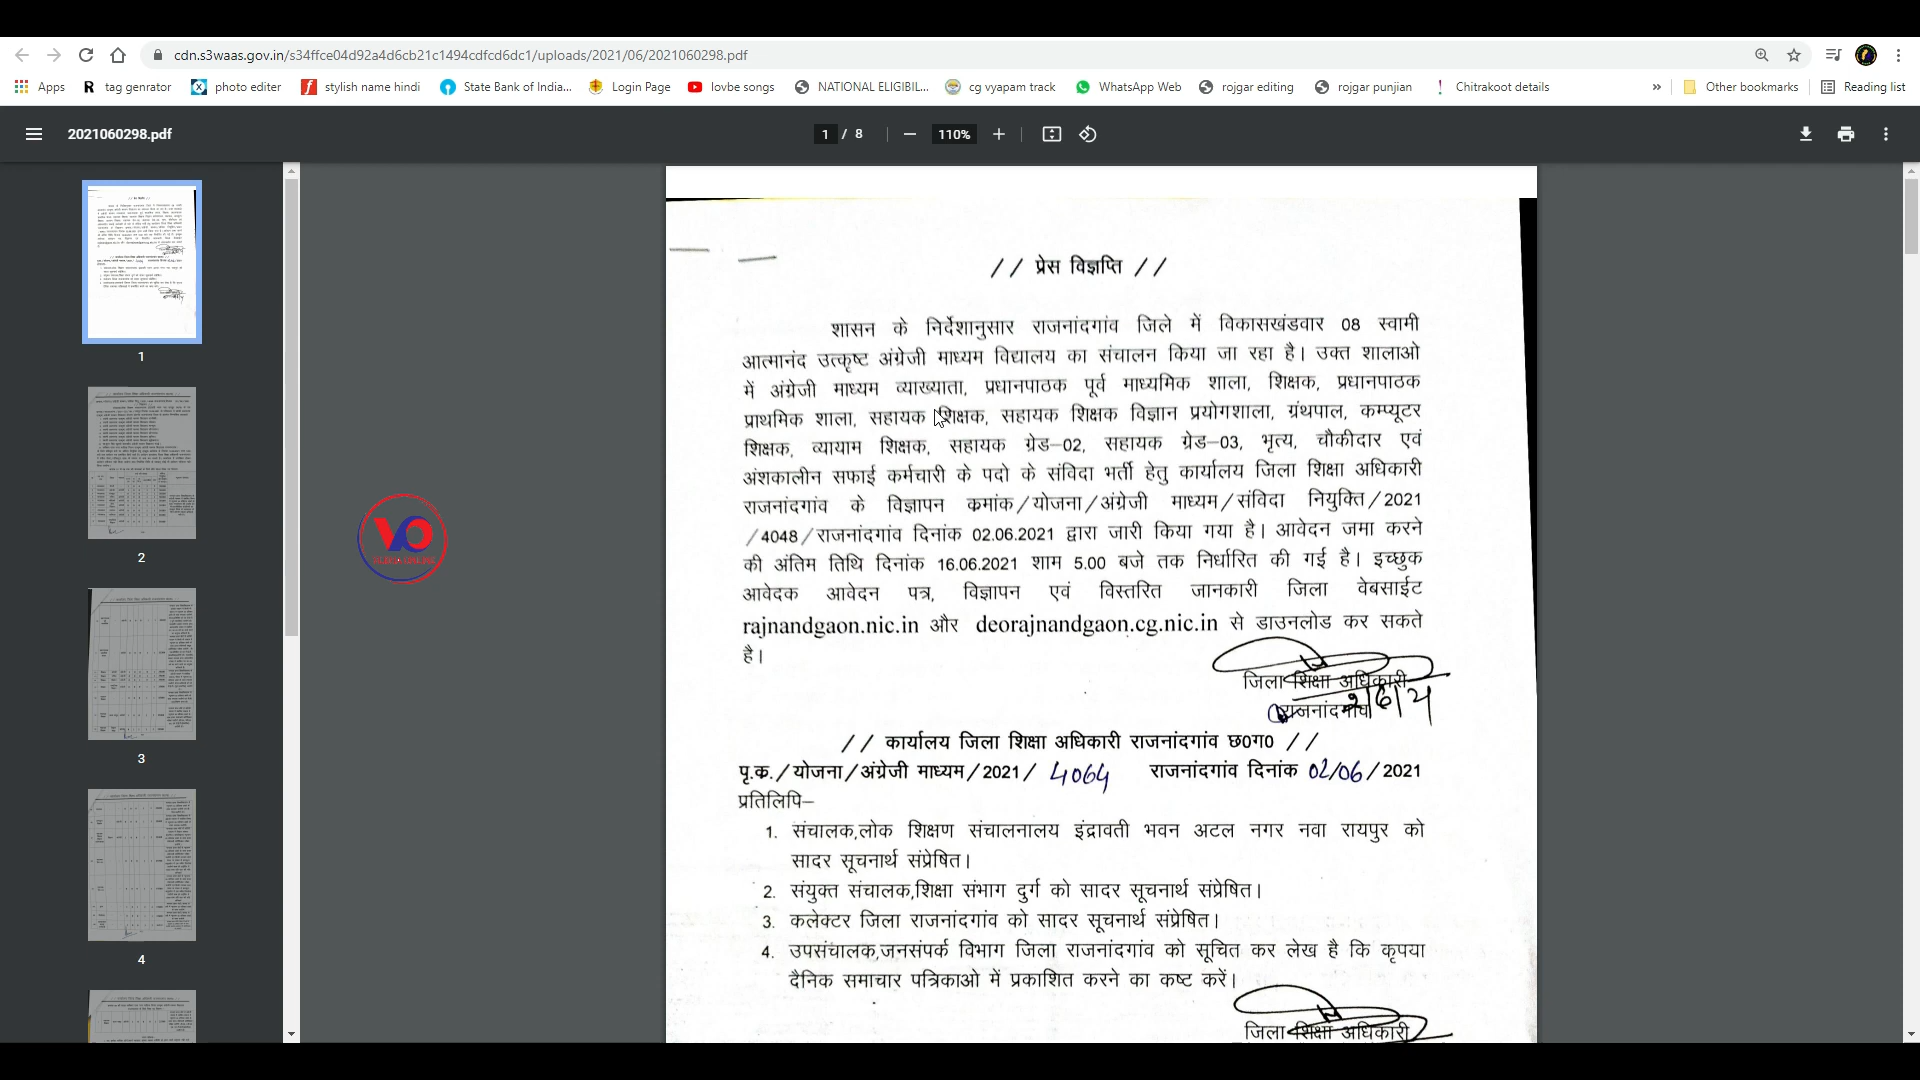 cdn.s3waas.gov.in/s34ffce04d92a4d6cb21c1494cdfcd6dc1/uploads/2021/06/2021060298.pdf
Apps tag genrator photo editer stylish name hindi State Bank of India... Login Page lovbe songs NATIONAL ELIGIBIL... cg vyapam track WhatsApp Web rojgar editing rojgar punjian Chitrakoot details » Other bookmarks Reading list
2021060298.pdf 1 / 8 110%
1
2
3
4
VO
// प्रेस विज्ञप्ति //
शासन के निर्देशानुसार राजनांदगांव जिले में विकासखंडवार 08 स्वामी
आत्मानंद उत्कृष्ट अंग्रेजी माध्यम विद्यालय का संचालन किया जा रहा है। उक्त शालाओ
में अंग्रेजी माध्यम व्याख्याता, प्रधानपाठक पूर्व माध्यमिक शाला, शिक्षक, प्रधानपाठक
प्राथमिक शाला, सहायक शिक्षक, सहायक शिक्षक विज्ञान प्रयोगशाला, ग्रंथपाल, कम्प्यूटर
शिक्षक, व्यायाम शिक्षक, सहायक ग्रेड–02, सहायक ग्रेड–03, भृत्य, चौकीदार एवं
अंशकालीन सफाई कर्मचारी के पदो के संविदा भर्ती हेतु कार्यालय जिला शिक्षा अधिकारी
राजनांदगांव के विज्ञापन कमांक/योजना/अंग्रेजी माध्यम/संविदा नियुक्ति/2021
/4048/राजनांदगांव दिनांक 02.06.2021 द्वारा जारी किया गया है। आवेदन जमा करने
की अंतिम तिथि दिनांक 16.06.2021 शाम 5.00 बजे तक निर्धारित की गई है। इच्छुक
आवेदक आवेदन पत्र, विज्ञापन एवं विस्तरित जानकारी जिला वेबसाईट
rajnandgaon.nic.in और deorajnandgaon.cg.nic.in से डाउनलोड कर सकते
है।
जिला शिक्षा अधिकारी
राजनांदगांव
// कार्यालय जिला शिक्षा अधिकारी राजनांदगांव छ0ग0 //
पृ.क./योजना/अंग्रेजी माध्यम/2021/ 4064 राजनांदगांव दिनांक 02/06/2021
प्रतिलिपि–
1. संचालक,लोक शिक्षण संचालनालय इंद्रावती भवन अटल नगर नवा रायपुर को
सादर सूचनार्थ संप्रेषित।
2. संयुक्त संचालक,शिक्षा संभाग दुर्ग को सादर सूचनार्थ संप्रेषित।
3. कलेक्टर जिला राजनांदगांव को सादर सूचनार्थ संप्रेषित।
4. उपसंचालक,जनसंपर्क विभाग जिला राजनांदगांव को सूचित कर लेख है कि कृपया
दैनिक समाचार पत्रिकाओ में प्रकाशित करने का कष्ट करें।
जिला शिक्षा अधिकारी